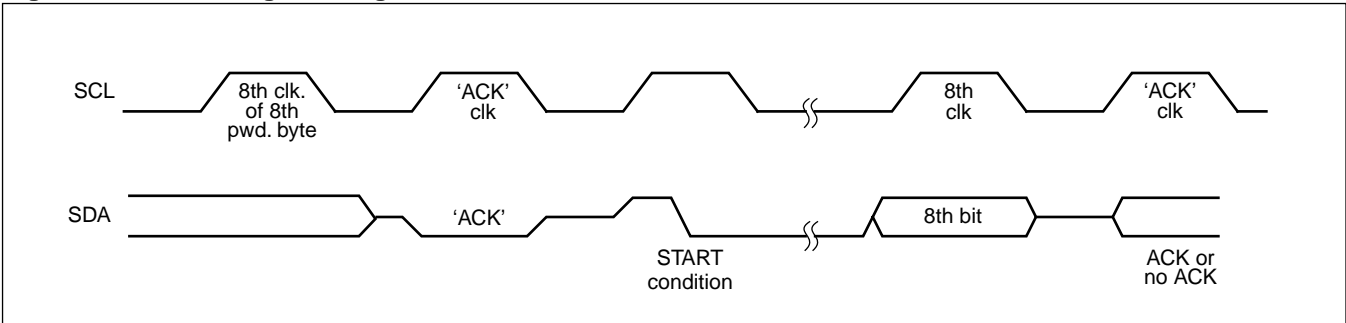 SCL
8th clk.
of 8th
pwd. byte
'ACK'
clk
8th
clk
'ACK'
clk
SDA
'ACK'
START
condition
8th bit
ACK or
no ACK